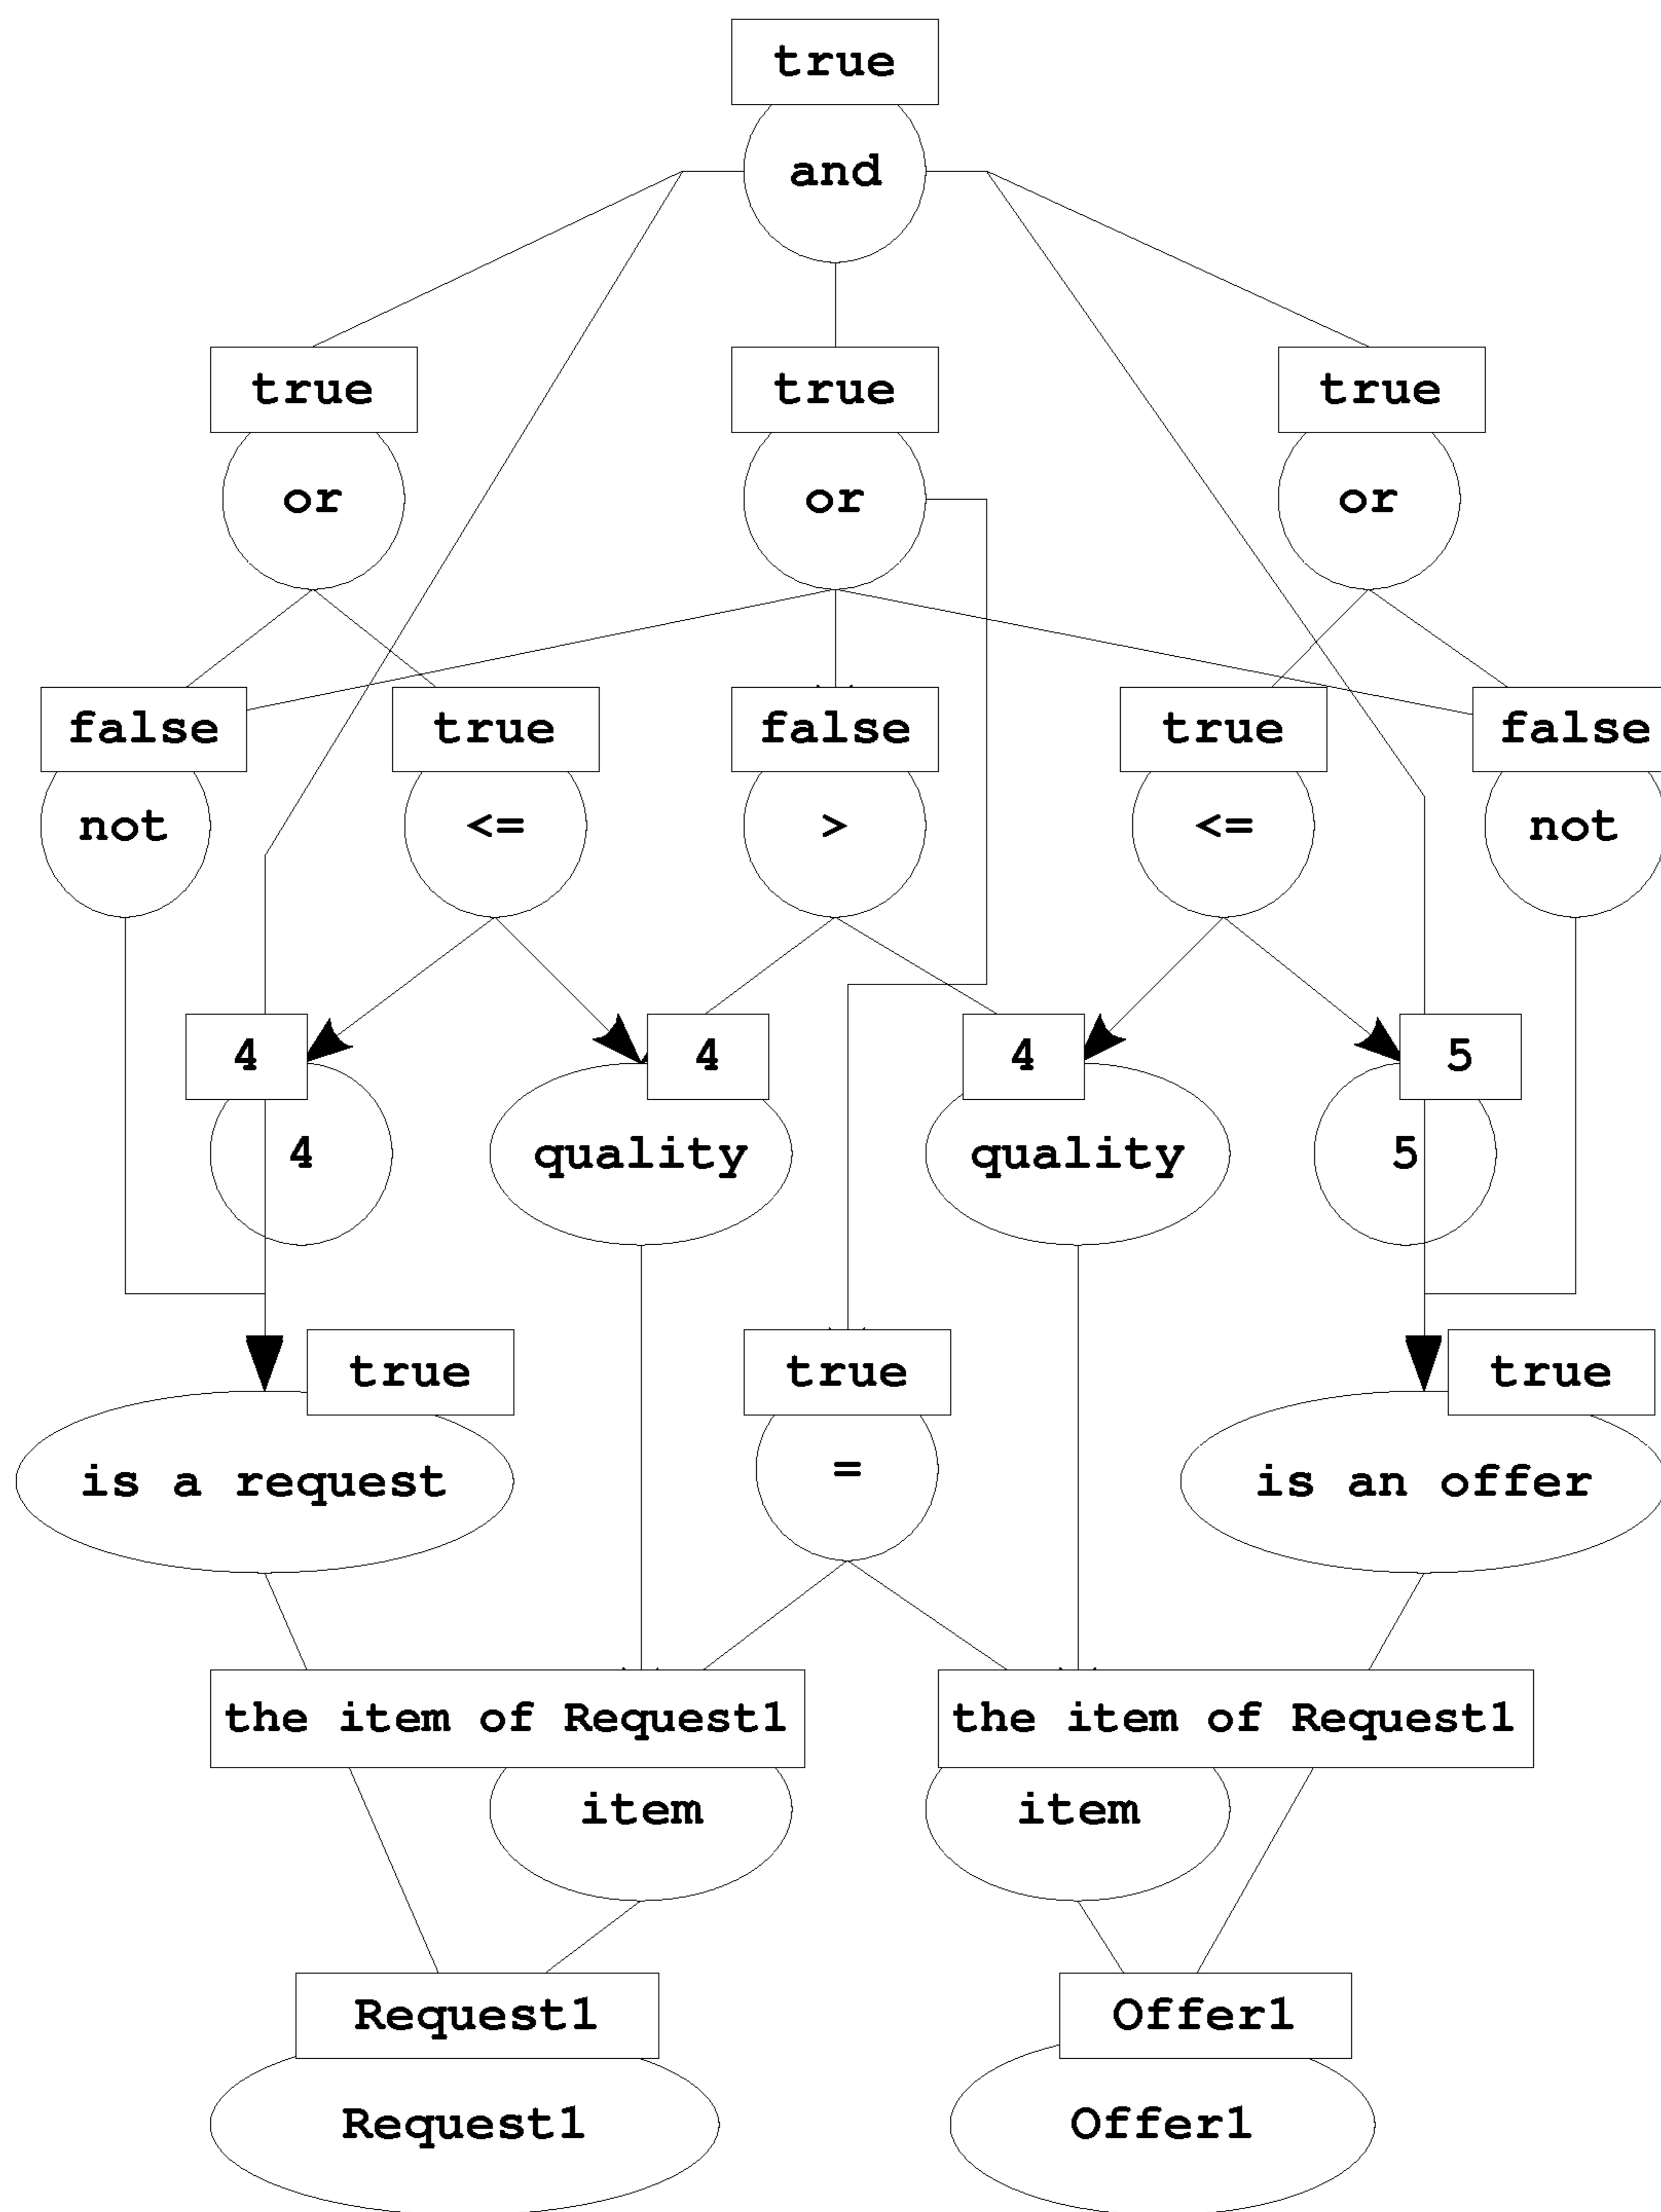 true
and
true
true
true
or
or
or
false
true
false
true
false
not
<=
>
<=
not
4
4
4
5
4
quality
quality
5
true
true
true
is a request
=
is an offer
the item of Request1
the item of Request1
item
item
Request1
Offer1
Request1
Offer1